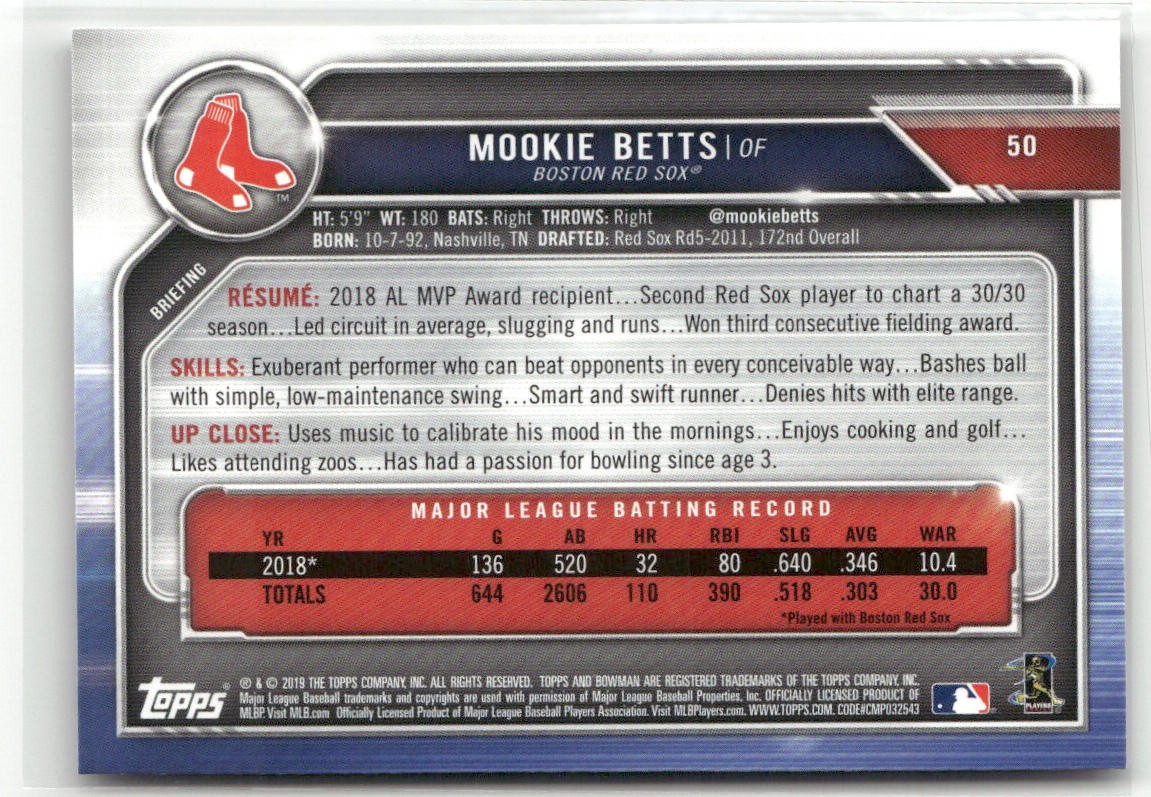 MOOKIE BETTS | OF
50
BOSTON RED SOX®
TM
HT: 5'9" WT: 180 BATS: Right THROWS: Right @mookiebetts
BORN: 10-7-92, Nashville, TN DRAFTED: Red Sox Rd5-2011, 172nd Overall
BRIEFING
RÉSUMÉ: 2018 AL MVP Award recipient...Second Red Sox player to chart a 30/30
season...Led circuit in average, slugging and runs...Won third consecutive fielding award.
SKILLS: Exuberant performer who can beat opponents in every conceivable way...Bashes ball
with simple, low-maintenance swing...Smart and swift runner...Denies hits with elite range.
UP CLOSE: Uses music to calibrate his mood in the mornings...Enjoys cooking and golf...
Likes attending zoos...Has had a passion for bowling since age 3.
MAJOR LEAGUE BATTING RECORD
YR G AB HR RBI SLG AVG WAR
2018* 136 520 32 80 .640 .346 10.4
TOTALS 644 2606 110 390 .518 .303 30.0
*Played with Boston Red Sox
TOPPS®
® & © 2019 THE TOPPS COMPANY, INC. ALL RIGHTS RESERVED. TOPPS AND BOWMAN ARE REGISTERED TRADEMARKS OF THE TOPPS COMPANY, INC.
Major League Baseball trademarks and copyrights are used with permission of Major League Baseball Properties, Inc. OFFICIALLY LICENSED PRODUCT OF
MLBP. Visit MLB.com Officially Licensed Product of Major League Baseball Players Association. Visit MLBPlayers.com. WWW.TOPPS.COM. CODE#CMP032543
PLAYERS